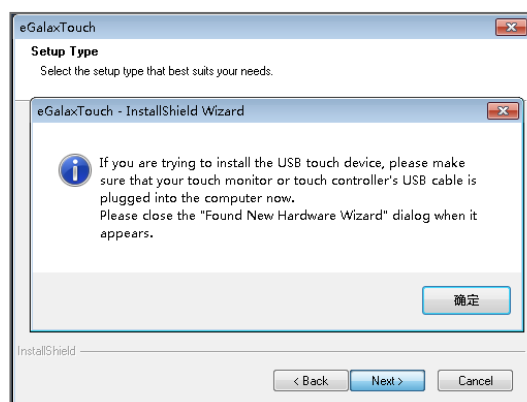 eGalaxTouch
Setup Type
Select the setup type that best suits your needs.
eGalaxTouch - InstallShield Wizard
If you are trying to install the USB touch device, please make
sure that your touch monitor or touch controller's USB cable is
plugged into the computer now.
Please close the "Found New Hardware Wizard" dialog when it
appears.
确定
InstallShield
< Back
Next >
Cancel